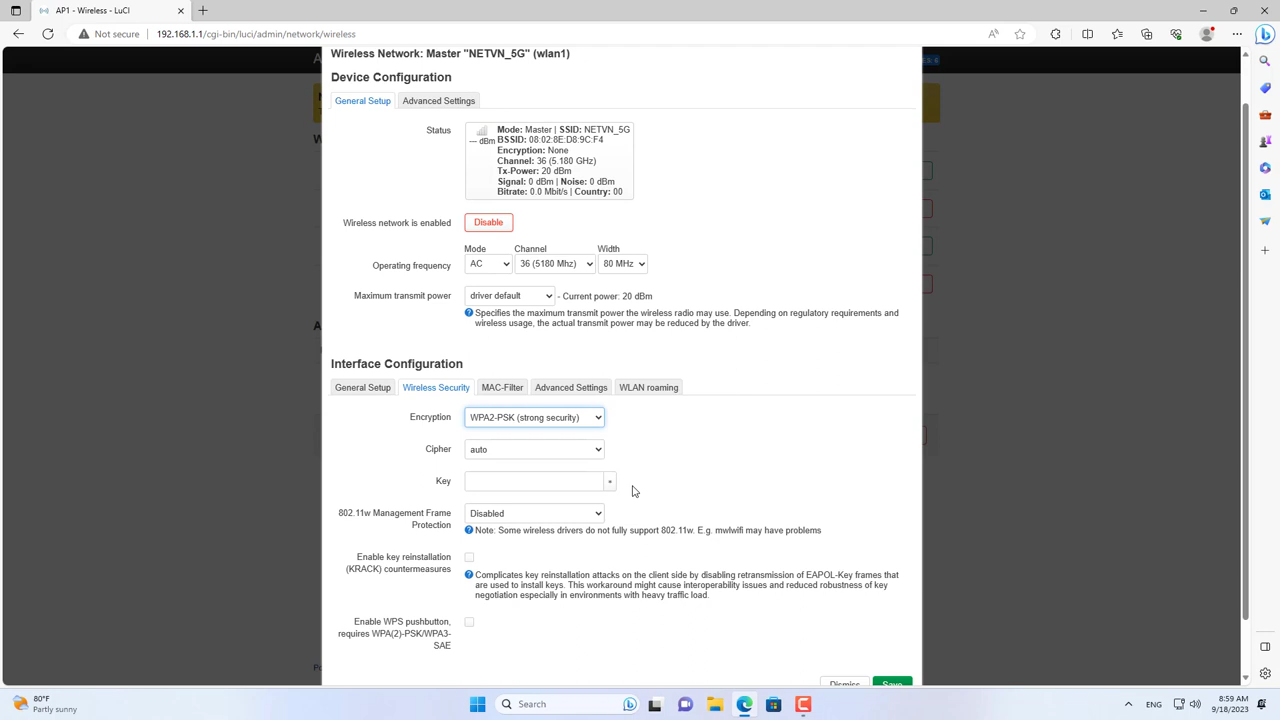 AP1 - Wireless - LuCI
Not secure
192.168.1.1/cgi-bin/luci/admin/network/wireless
Wireless Network: Master "NETVN_5G" (wlan1)
Device Configuration
General Setup
Advanced Settings
Status
--- dBm
Mode: Master | SSID: NETVN_5G
BSSID: 08:02:8E:D8:9C:F4
Encryption: None
Channel: 36 (5.180 GHz)
Tx-Power: 20 dBm
Signal: 0 dBm | Noise: 0 dBm
Bitrate: 0.0 Mbit/s | Country: 00
Wireless network is enabled
Disable
Mode
Channel
Width
Operating frequency
AC
36 (5180 Mhz)
80 MHz
Maximum transmit power
driver default
- Current power: 20 dBm
Specifies the maximum transmit power the wireless radio may use. Depending on regulatory requirements and
wireless usage, the actual transmit power may be reduced by the driver.
Interface Configuration
General Setup
Wireless Security
MAC-Filter
Advanced Settings
WLAN roaming
Encryption
WPA2-PSK (strong security)
Cipher
auto
Key
*
802.11w Management Frame
Protection
Disabled
Note: Some wireless drivers do not fully support 802.11w. E.g. mwlwifi may have problems
Enable key reinstallation
(KRACK) countermeasures
Complicates key reinstallation attacks on the client side by disabling retransmission of EAPOL-Key frames that
are used to install keys. This workaround might cause interoperability issues and reduced robustness of key
negotiation especially in environments with heavy traffic load.
Enable WPS pushbutton,
requires WPA(2)-PSK/WPA3-
SAE
Dismiss
Save
80°F
Partly sunny
Search
ENG
8:59 AM
9/18/2023